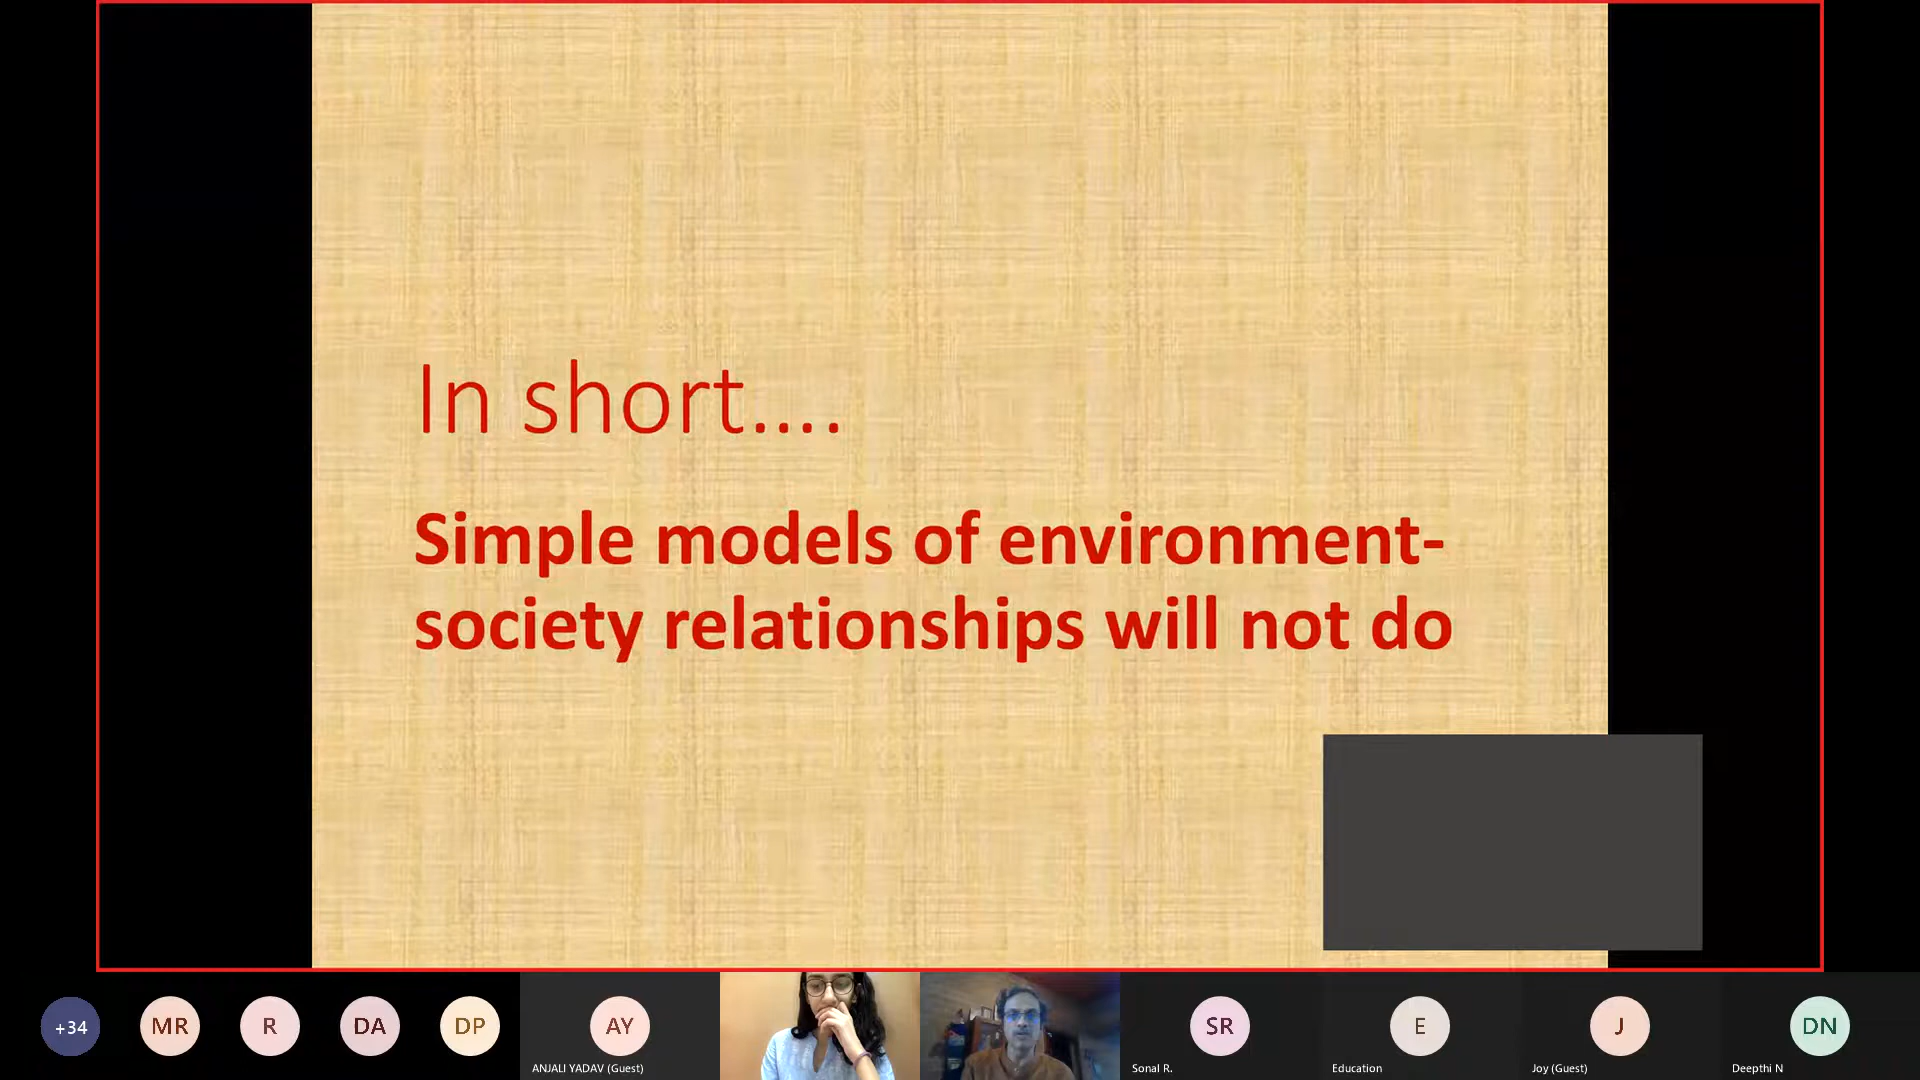 In short....
Simple models of environment-
society relationships will not do
+34
MR
R
DA
DP
AY
ANJALI YADAV (Guest)
SR
Sonal R.
E
Education
J
Joy (Guest)
DN
Deepthi N